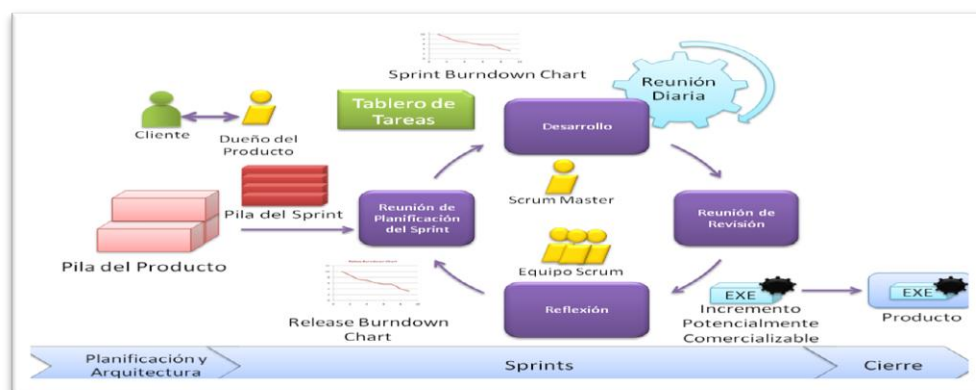 Sprint Burndown Chart
Reunión
Diaria
Tablero de
Tareas
Desarrollo
Cliente
Dueño del
Producto
Scrum Master
Pila del Sprint
Reunión de
Planificación
del Sprint
Reunión de
Revisión
Pila del Producto
Equipo Scrum
Release Burndown
Chart
Reflexión
EXE
Incremento
Potencialmente
Comercializable
EXE
Producto
Planificación y
Arquitectura
Sprints
Cierre